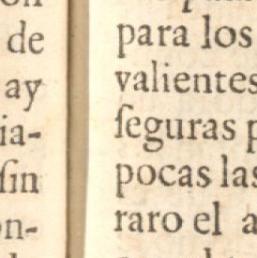 de
ay
ia-
ſin
on-
para los
valientes
ſeguras p
pocas las
raro el a